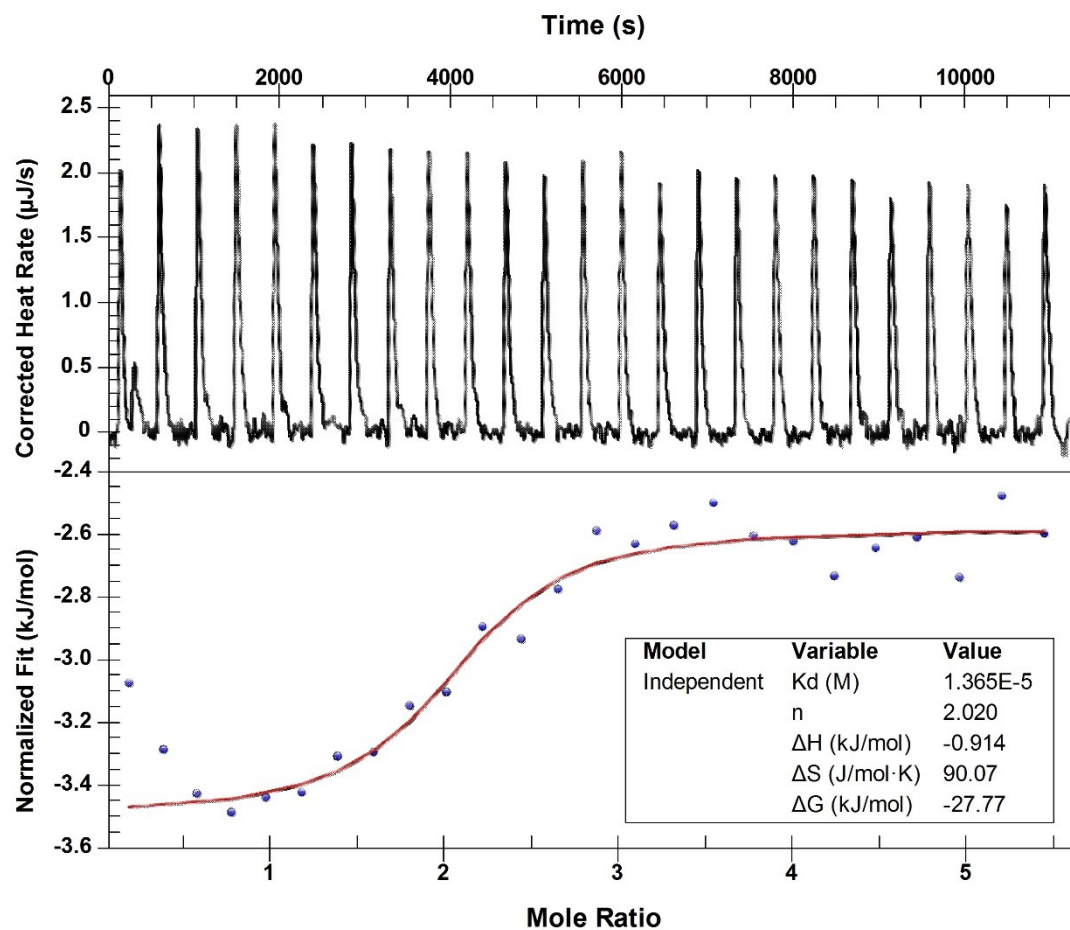 Time (s)
0 2000 4000 6000 8000 10000
Corrected Heat Rate (µJ/s)
2.5
2.0
1.5
1.0
0.5
0
Normalized Fit (kJ/mol)
-2.4
-2.6
-2.8
-3.0
-3.2
-3.4
-3.6
Model Variable Value
Independent Kd (M) 1.365E-5
n 2.020
ΔH (kJ/mol) -0.914
ΔS (J/mol·K) 90.07
ΔG (kJ/mol) -27.77
1 2 3 4 5
Mole Ratio